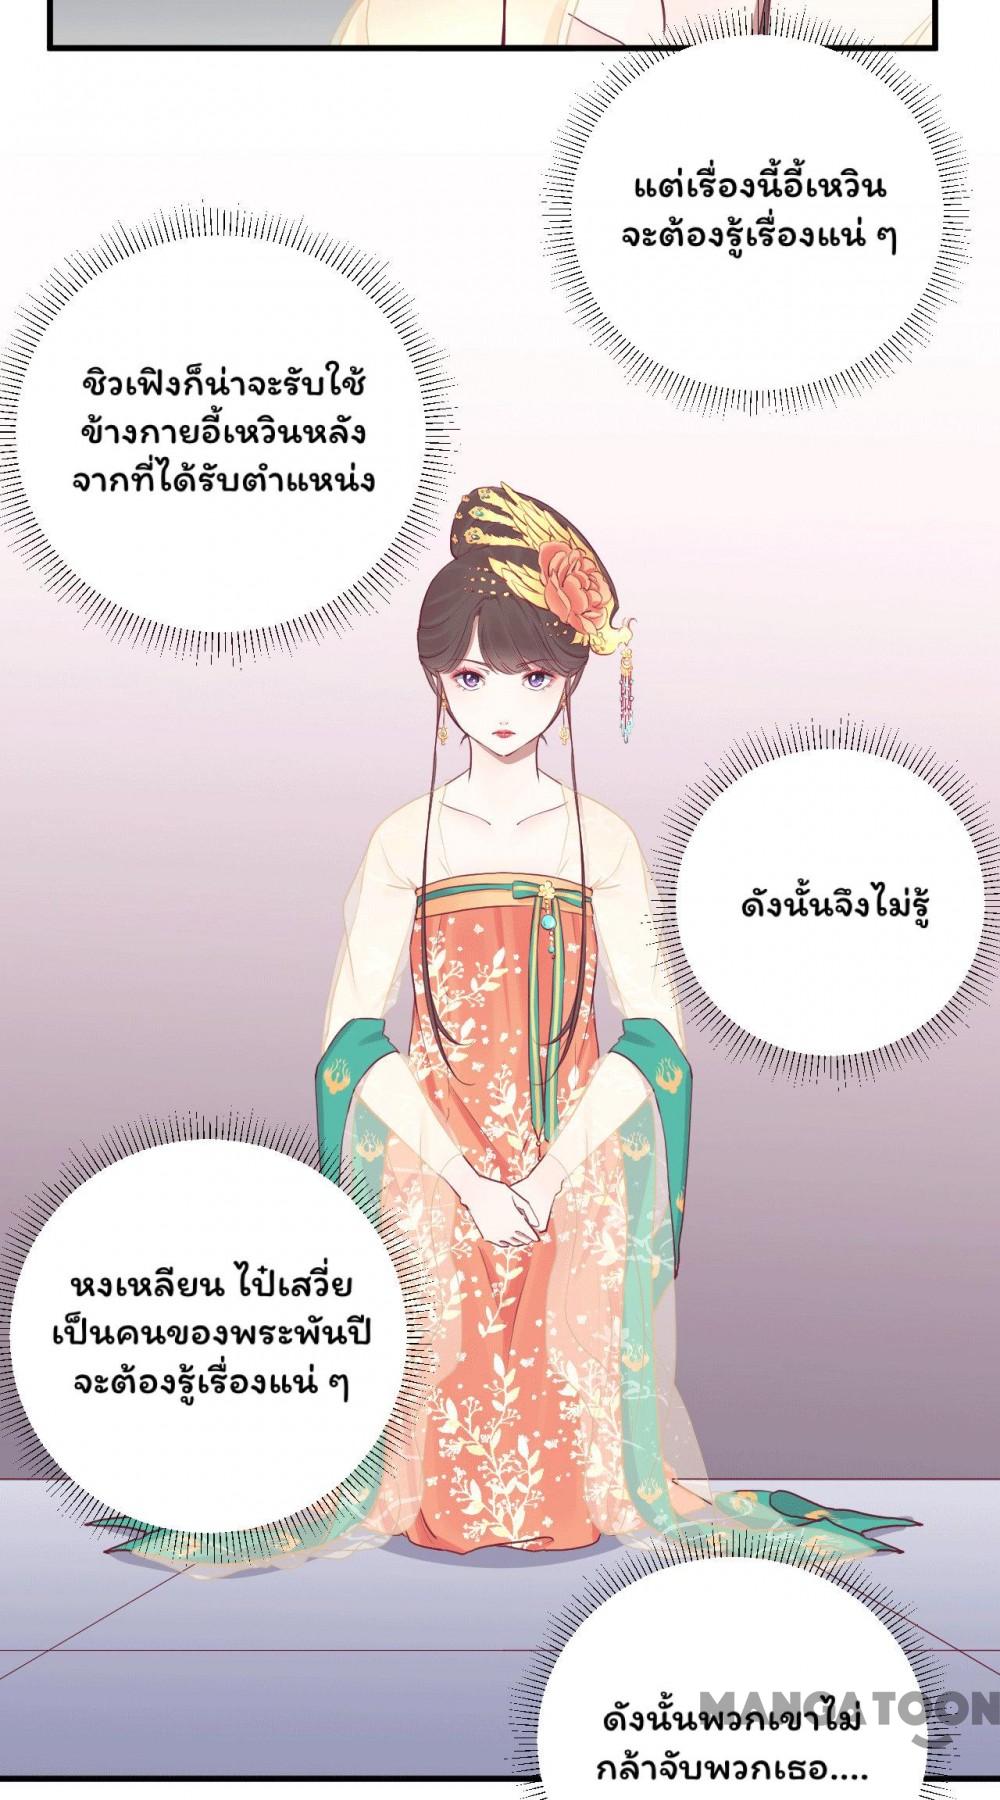 แต่เรื่องนี้อี้เหวิน
จะต้องรู้เรื่องแน่ ๆ
ชิวเฟิงก็น่าจะรับใช้
ข้างกายอี้เหวินหลัง
จากที่ได้รับตำแหน่ง
ดังนั้นจึงไม่รู้
หงเหลียน ไป๋เสวี่ย
เป็นคนของพระพันปี
จะต้องรู้เรื่องแน่ ๆ
MANGATOON
ดังนั้นพวกเขาไม่
กล้าจับพวกเธอ....